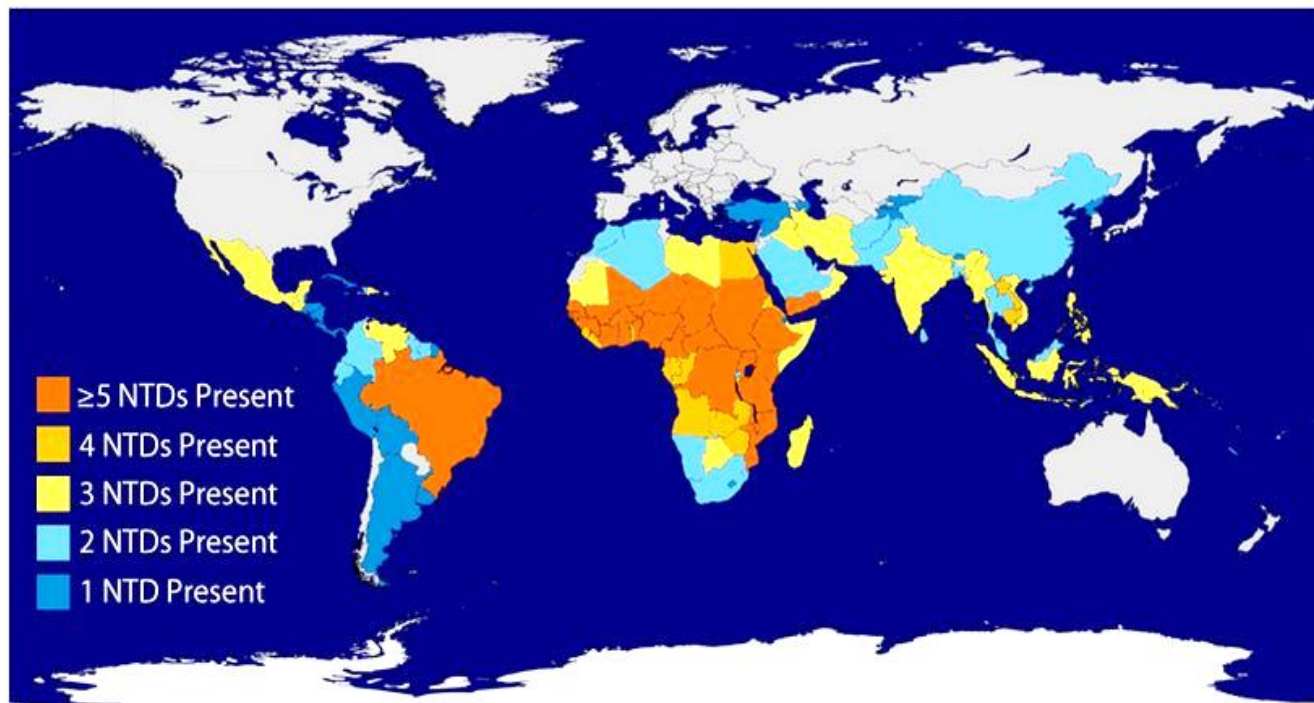 ≥5 NTDs Present
4 NTDs Present
3 NTDs Present
2 NTDs Present
1 NTD Present